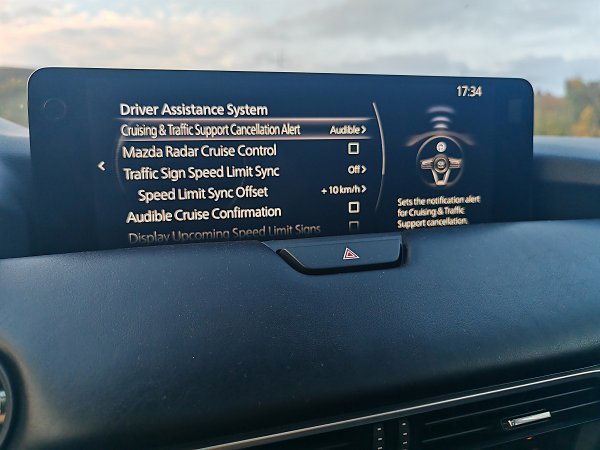 17:34
Driver Assistance System
Cruising & Traffic Support Cancellation Alert Audible
Mazda Radar Cruise Control
Traffic Sign Speed Limit Sync Off
Speed Limit Sync Offset +10 km/h
Audible Cruise Confirmation
Display Upcoming Speed Limit Signs
Sets the notification alert
for Cruising & Traffic
Support cancellation.